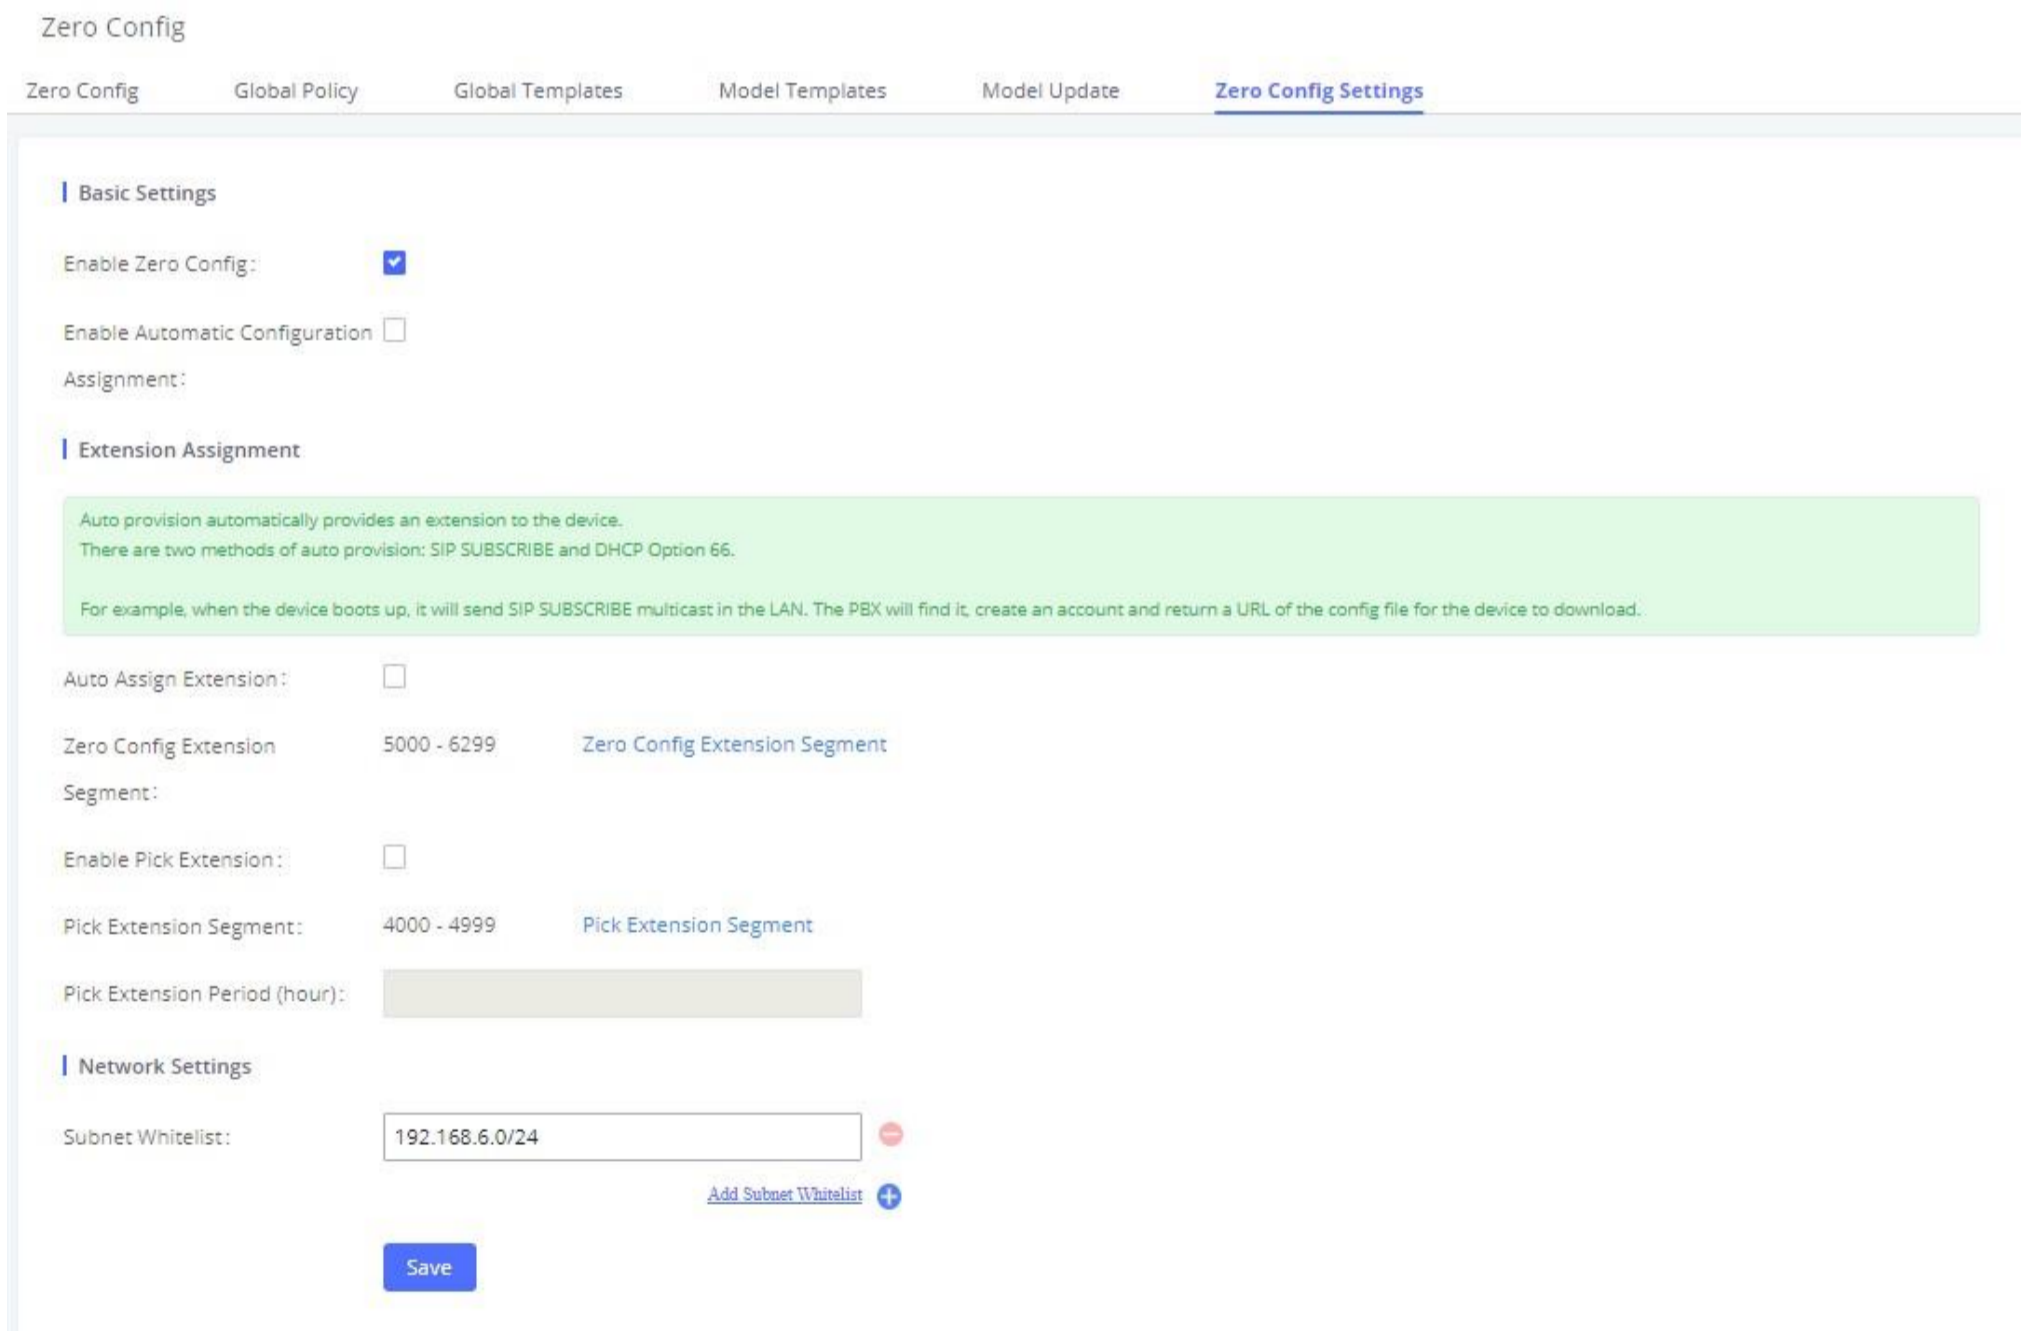 Zero Config
Zero Config Global Policy Global Templates Model Templates Model Update Zero Config Settings
Basic Settings
Enable Zero Config:
Enable Automatic Configuration
Assignment:
Extension Assignment
Auto provision automatically provides an extension to the device.
There are two methods of auto provision: SIP SUBSCRIBE and DHCP Option 66.
For example, when the device boots up, it will send SIP SUBSCRIBE multicast in the LAN. The PBX will find it, create an account and return a URL of the config file for the device to download.
Auto Assign Extension:
Zero Config Extension 5000 - 6299 Zero Config Extension Segment
Segment:
Enable Pick Extension:
Pick Extension Segment: 4000 - 4999 Pick Extension Segment
Pick Extension Period (hour):
Network Settings
Subnet Whitelist: 192.168.6.0/24
Add Subnet Whitelist
Save